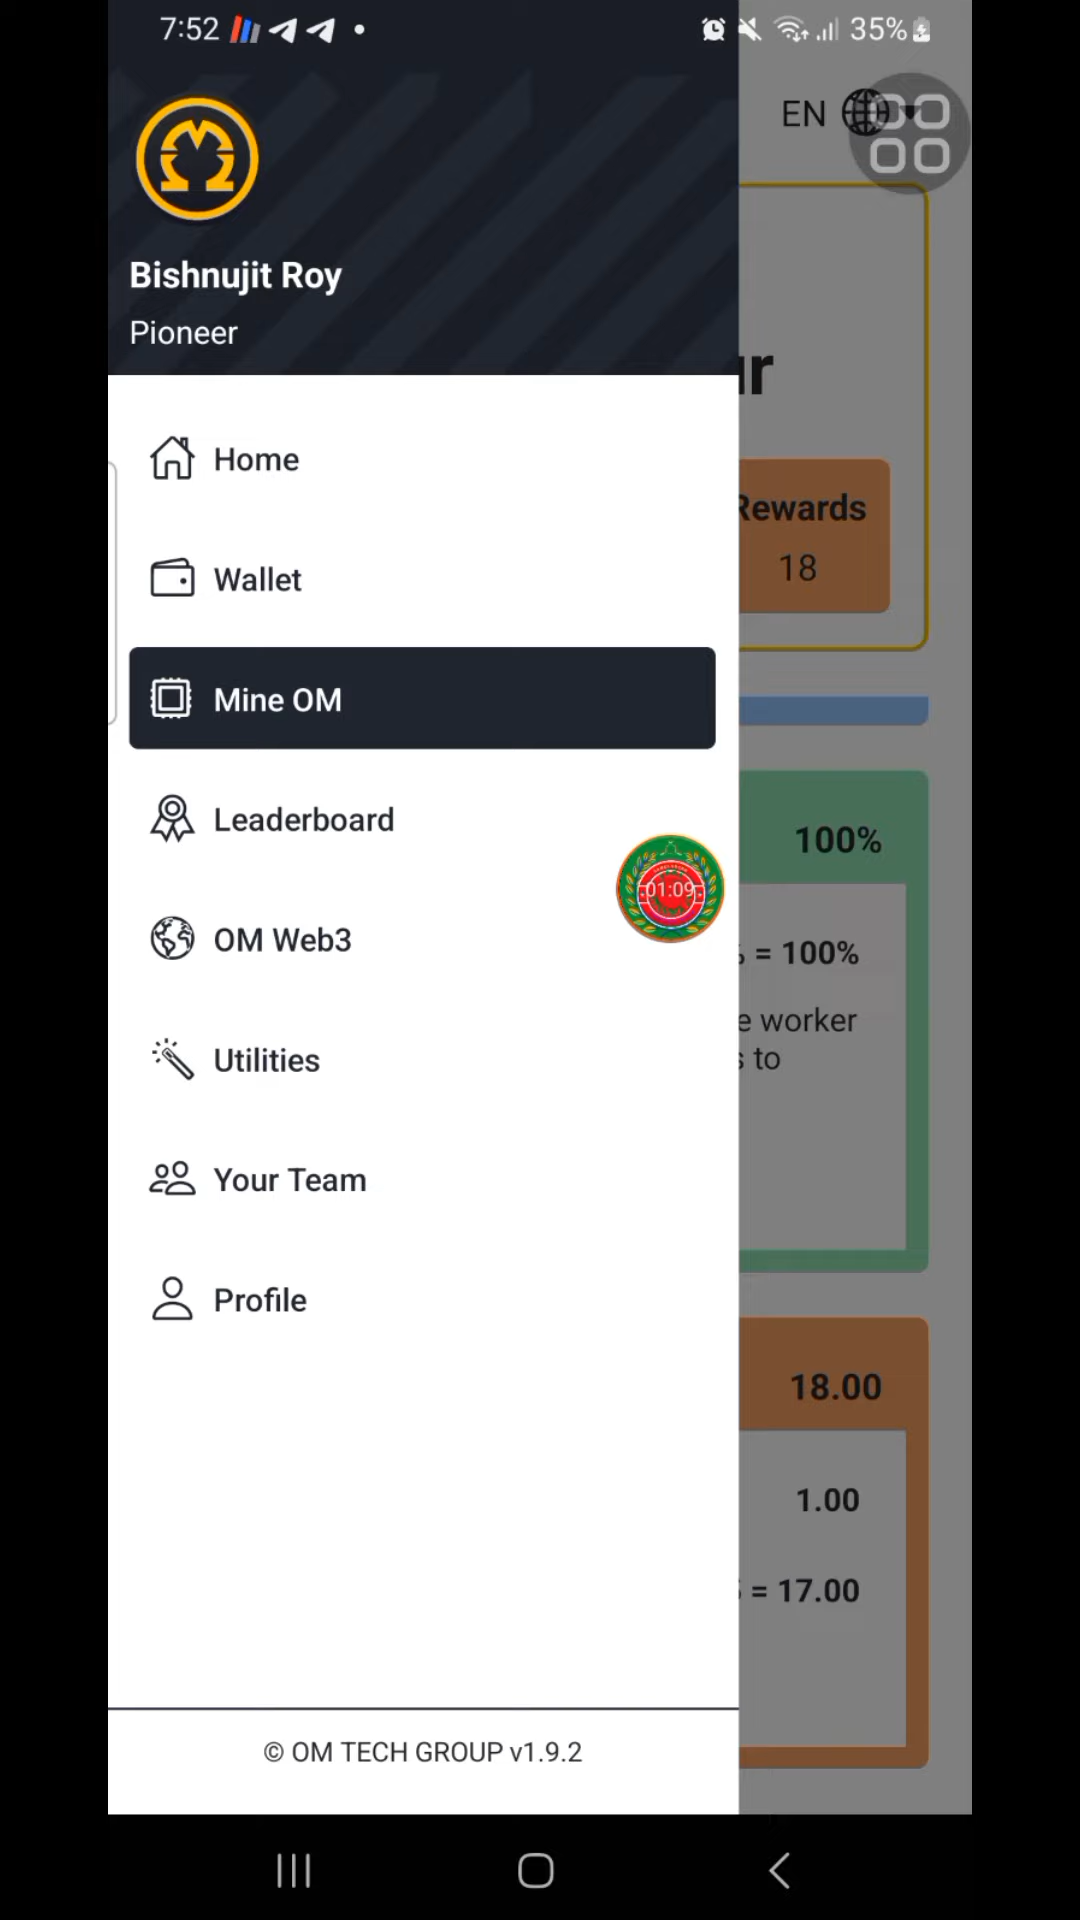 7:52
35%
EN
Bishnujit Roy
Pioneer
Home
Rewards
18
Wallet
Mine OM
Leaderboard
100%
01:09
OM Web3
= 100%
worker
Utilities
to
Your Team
Profile
18.00
1.00
= 17.00
© OM TECH GROUP v1.9.2